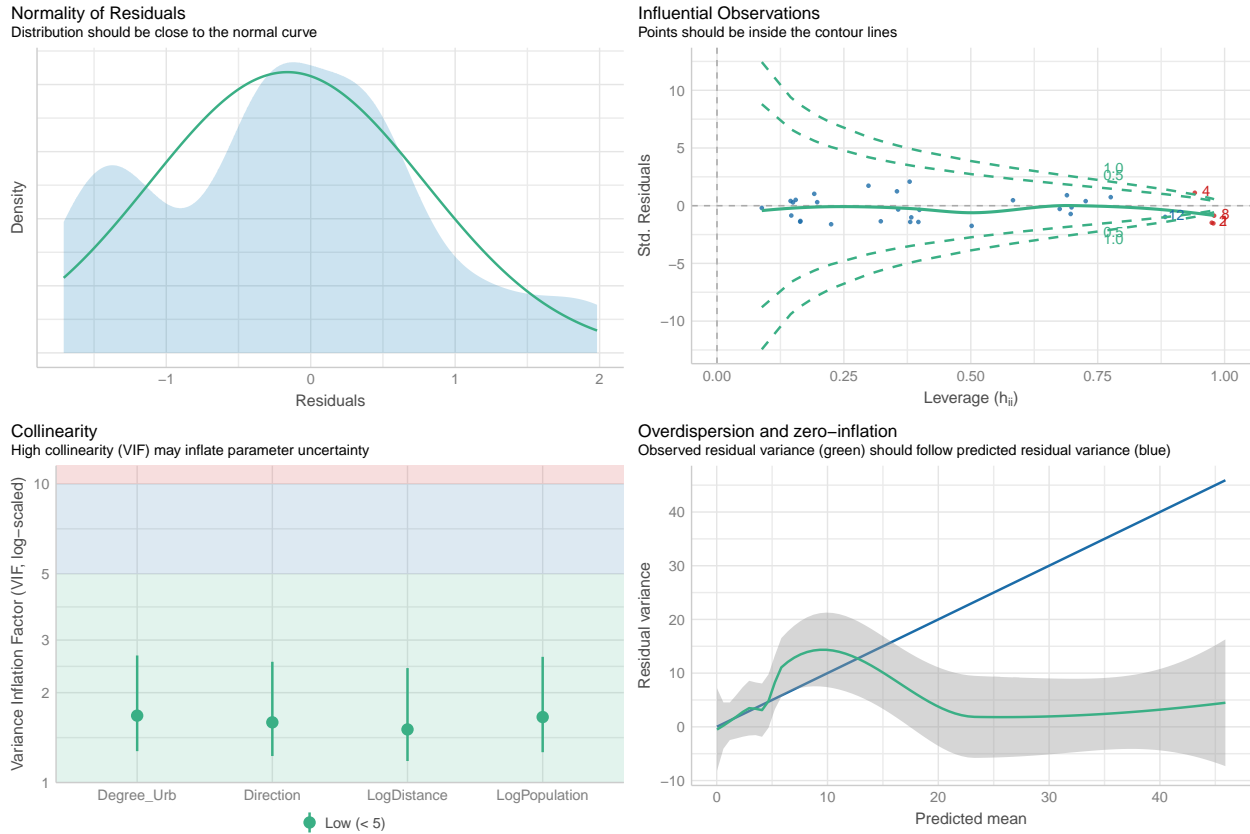 Normality of Residuals
Distribution should be close to the normal curve
Density
−1
0
1
2
Residuals
Influential Observations
Points should be inside the contour lines
Std. Residuals
10
5
0
−5
−10
1.0
0.5
4
12
8
2
0.5
1.0
0.00
0.25
0.50
0.75
1.00
Leverage (hii)
Collinearity
High collinearity (VIF) may inflate parameter uncertainty
Variance Inflation Factor (VIF, log−scaled)
10
5
3
2
1
Degree_Urb
Direction
LogDistance
LogPopulation
Low (< 5)
Overdispersion and zero−inflation
Observed residual variance (green) should follow predicted residual variance (blue)
Residual variance
40
30
20
10
0
−10
0
10
20
30
40
Predicted mean